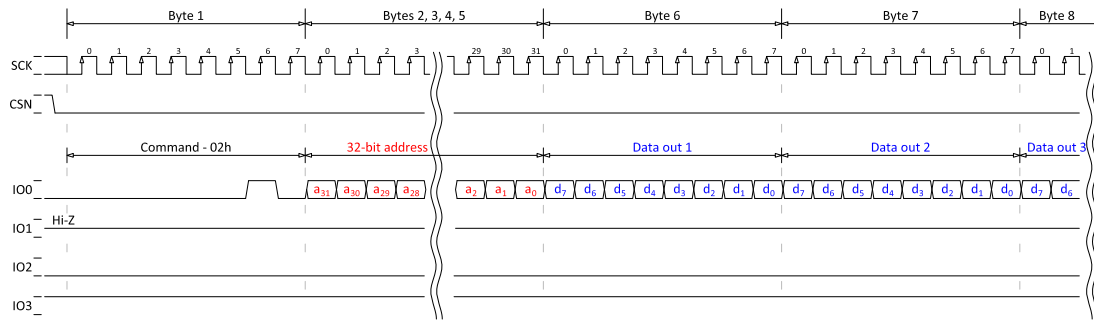 Byte 1 Bytes 2, 3, 4, 5 Byte 6 Byte 7 Byte 8
SCK 0 1 2 3 4 5 6 7 0 1 2 3 29 30 31 0 1 2 3 4 5 6 7 0 1 2 3 4 5 6 7 0 1
CSN
Command - 02h 32-bit address Data out 1 Data out 2 Data out 3
IO0 a31 a30 a29 a28 a2 a1 a0 d7 d6 d5 d4 d3 d2 d1 d0 d7 d6 d5 d4 d3 d2 d1 d0 d7 d6
IO1 Hi-Z
IO2
IO3